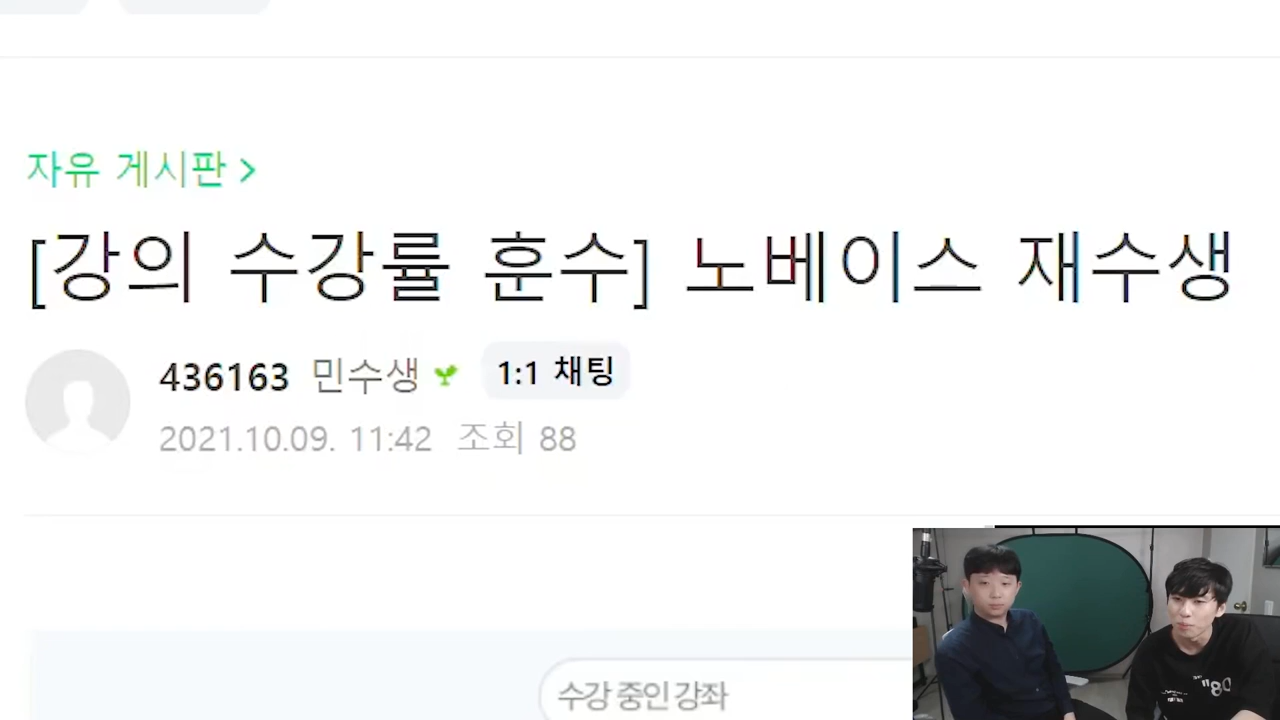 자유 게시판 >
[강의 수강률 훈수] 노베이스 재수생
436163 민수생 1:1 채팅
2021.10.09. 11:42 조회 88
수강 중인 강좌